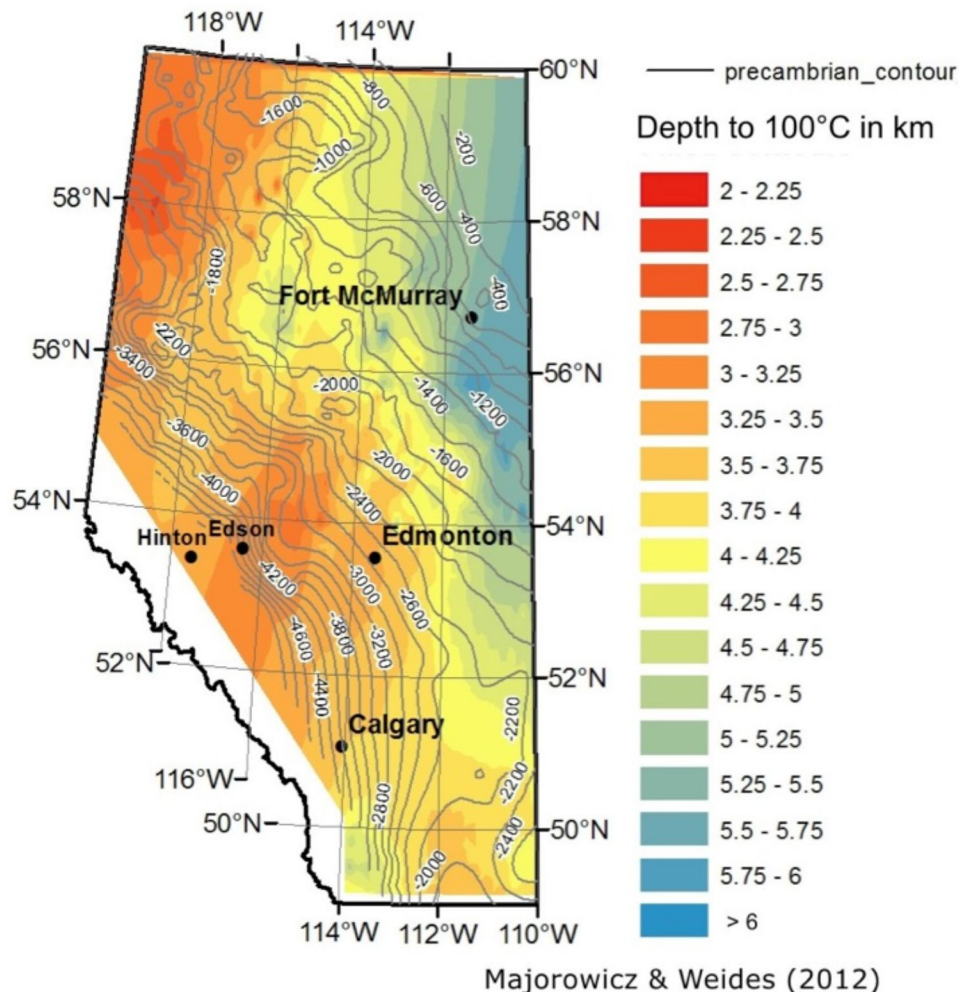 118°W
114°W
60°N
precambrian_contour
Depth to 100°C in km
-800
-1600
-200
-1000
2 - 2.25
58°N
-600
58°N
2.25 - 2.5
-400
-1800
2.5 - 2.75
Fort McMurray
-400
2.75 - 3
-2200
56°N
-3400
56°N
3 - 3.25
-2000
-1400
-1200
3.25 - 3.5
-3600
-2000
-1600
3.5 - 3.75
-4000
54°N
-2400
3.75 - 4
Hinton
Edson
Edmonton
54°N
4 - 4.25
-4200
-3000
-2600
4.25 - 4.5
-4600
-3800
-3200
4.5 - 4.75
52°N
52°N
-4400
4.75 - 5
Calgary
-2200
5 - 5.25
116°W
-2200
5.25 - 5.5
-2800
50°N
50°N
-2400
5.5 - 5.75
-2000
5.75 - 6
> 6
114°W
112°W
110°W
Majorowicz & Weides (2012)